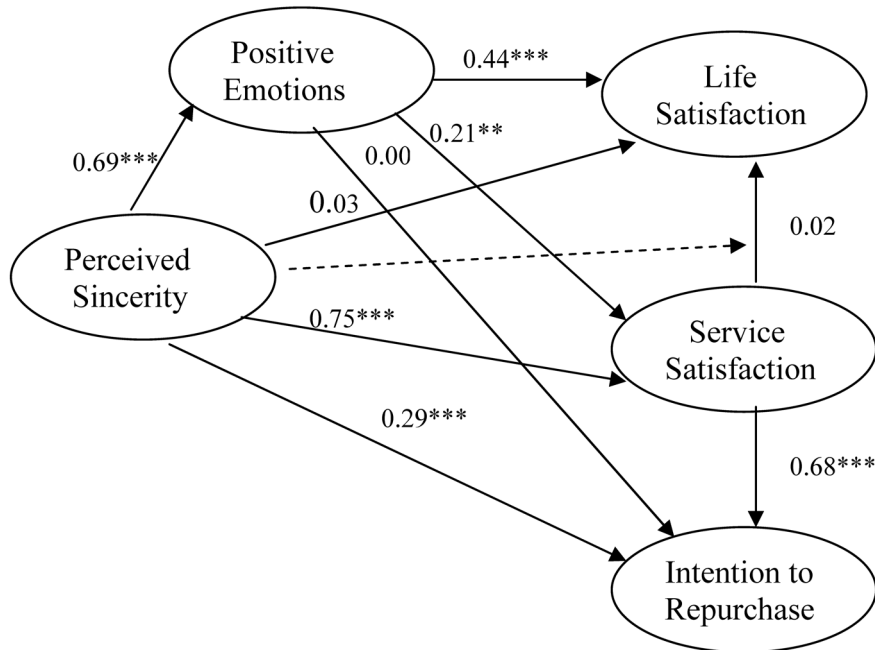 Positive
Emotions
0.44***
Life
Satisfaction
0.21**
0.00
0.69***
0.03
Perceived
Sincerity
0.02
0.75***
Service
Satisfaction
0.29***
0.68***
Intention to
Repurchase